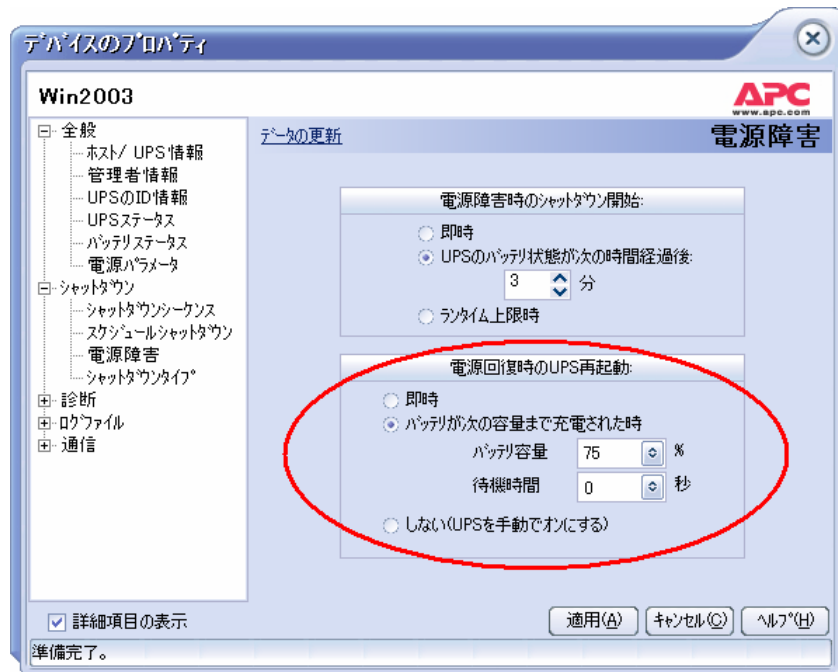 デバイスのプロパティ
Win2003
APC
www.apc.com
データの更新
電源障害
全般
ホスト/ UPS情報
管理者情報
UPSのID情報
UPSステータス
バッテリステータス
電源パラメータ
シャットダウン
シャットダウンシーケンス
スケジュールシャットダウン
電源障害
シャットダウンタイプ
診断
ログファイル
通信
電源障害時のシャットダウン開始:
即時
UPSのバッテリ状態が次の時間経過後:
3 分
ランタイム上限時
電源回復時のUPS再起動:
即時
バッテリが次の容量まで充電された時
バッテリ容量 75 %
待機時間 0 秒
しない(UPSを手動でオンにする)
詳細項目の表示
適用(A) キャンセル(C) ヘルプ(H)
準備完了。